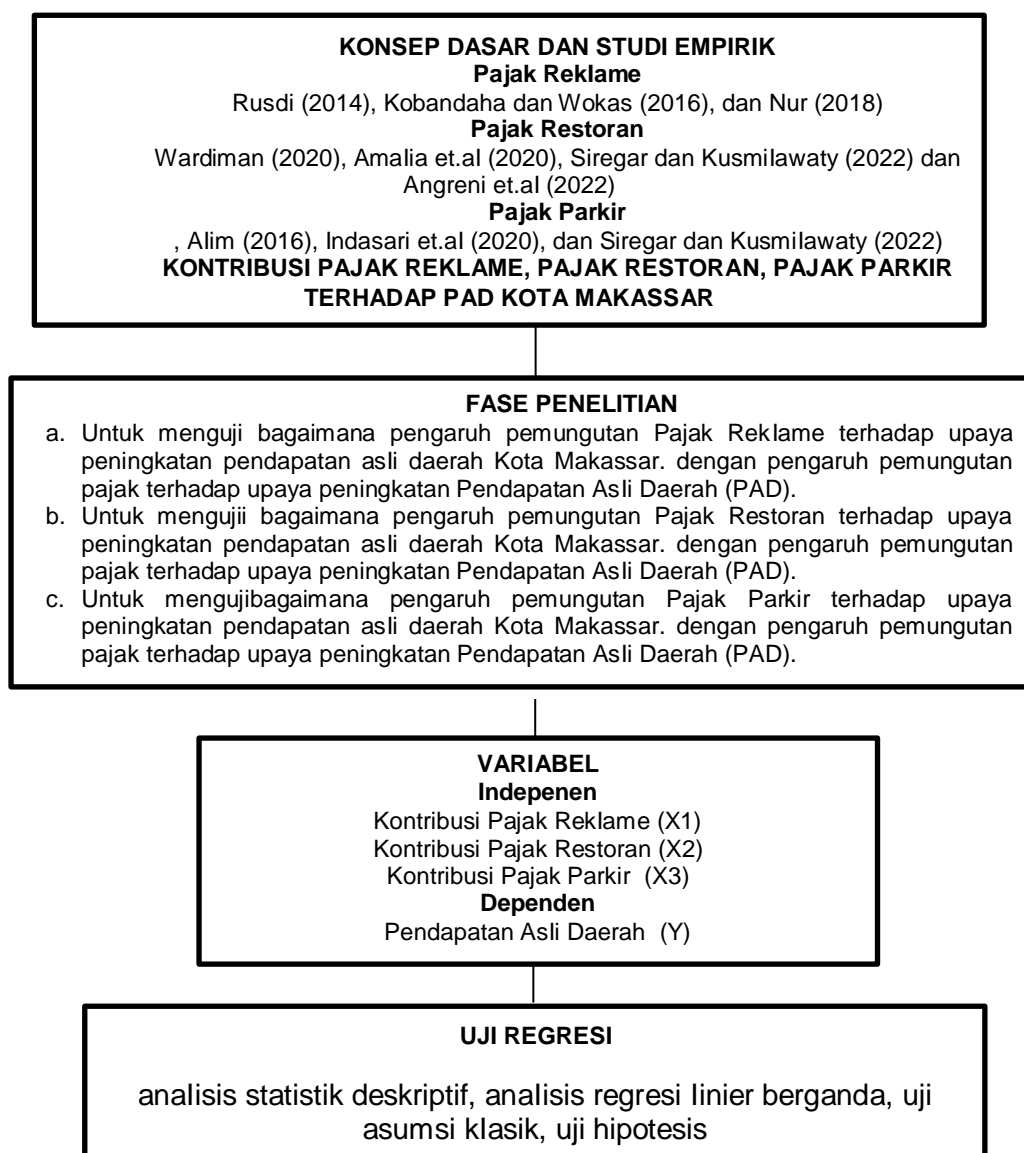 KONSEP DASAR DAN STUDI EMPIRIK
Pajak Reklame
Rusdi (2014), Kobandaha dan Wokas (2016), dan Nur (2018)
Pajak Restoran
Wardiman (2020), Amalia et.al (2020), Siregar dan Kusmilawaty (2022) dan
Angreni et.al (2022)
Pajak Parkir
, Alim (2016), Indasari et.al (2020), dan Siregar dan Kusmilawaty (2022)
KONTRIBUSI PAJAK REKLAME, PAJAK RESTORAN, PAJAK PARKIR
TERHADAP PAD KOTA MAKASSAR
FASE PENELITIAN
a. Untuk menguji bagaimana pengaruh pemungutan Pajak Reklame terhadap upaya
peningkatan pendapatan asli daerah Kota Makassar. dengan pengaruh pemungutan
pajak terhadap upaya peningkatan Pendapatan Asli Daerah (PAD).
b. Untuk mengujii bagaimana pengaruh pemungutan Pajak Restoran terhadap upaya
peningkatan pendapatan asli daerah Kota Makassar. dengan pengaruh pemungutan
pajak terhadap upaya peningkatan Pendapatan Asli Daerah (PAD).
c. Untuk mengujibagaimana pengaruh pemungutan Pajak Parkir terhadap upaya
peningkatan pendapatan asli daerah Kota Makassar. dengan pengaruh pemungutan
pajak terhadap upaya peningkatan Pendapatan Asli Daerah (PAD).
VARIABEL
Indepenen
Kontribusi Pajak Reklame (X1)
Kontribusi Pajak Restoran (X2)
Kontribusi Pajak Parkir (X3)
Dependen
Pendapatan Asli Daerah (Y)
UJI REGRESI
analisis statistik deskriptif, analisis regresi linier berganda, uji
asumsi klasik, uji hipotesis